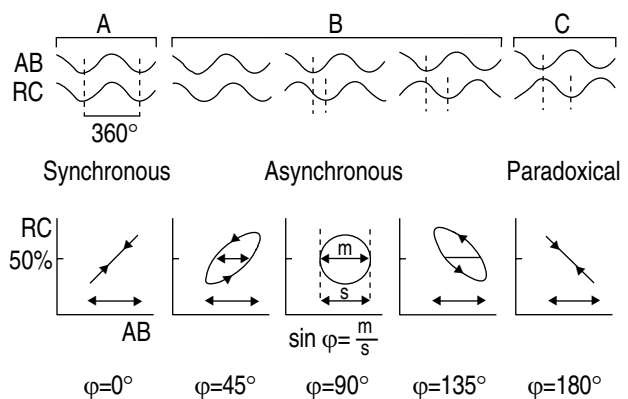 A B C
AB
RC
360°
Synchronous Asynchronous Paradoxical
RC
50%
m
s
AB
sin φ= m/s
φ=0° φ=45° φ=90° φ=135° φ=180°